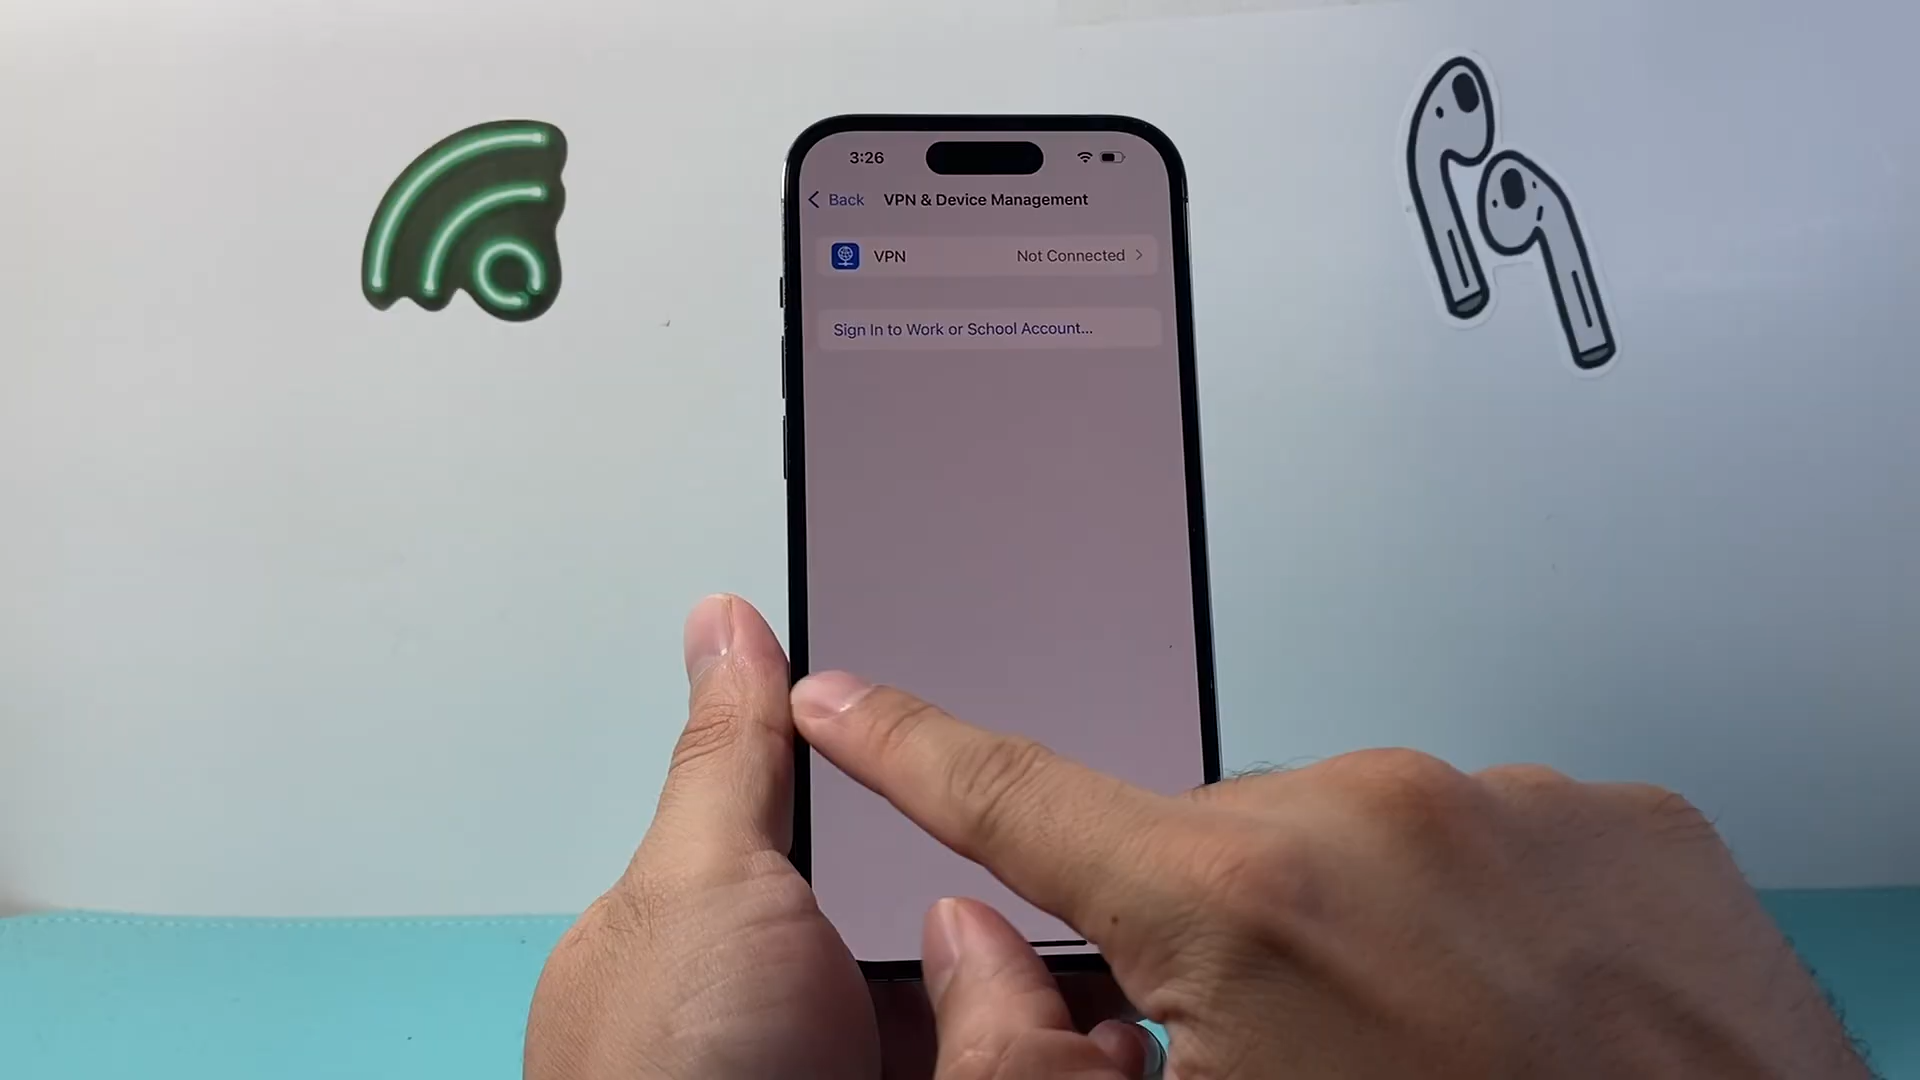 3:26
Back VPN & Device Management
VPN Not Connected
Sign In to Work or School Account...